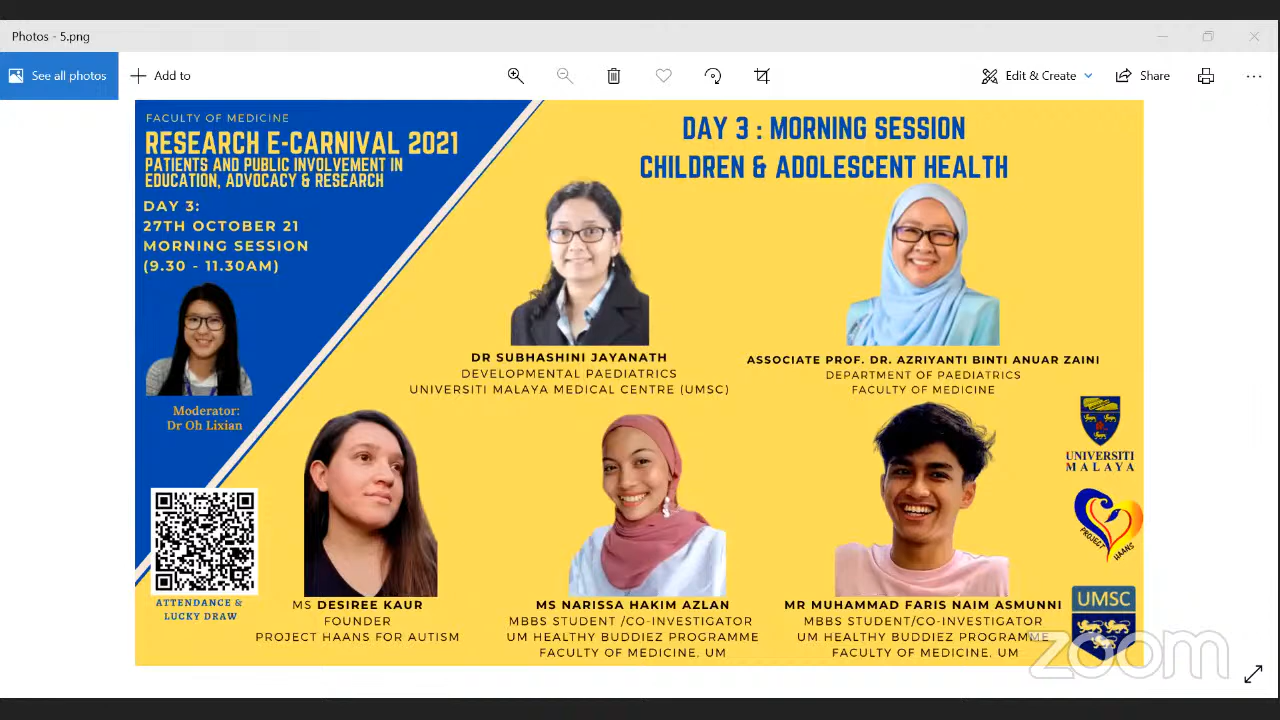 Photos - 5.png
See all photos
Add to
Edit & Create
Share
FACULTY OF MEDICINE
RESEARCH E-CARNIVAL 2021
PATIENTS AND PUBLIC INVOLVEMENT IN
EDUCATION, ADVOCACY & RESEARCH
DAY 3:
27TH OCTOBER 21
MORNING SESSION
(9.30 - 11.30AM)
Moderator:
Dr Oh Lixian
ATTENDANCE &
LUCKY DRAW
DAY 3 : MORNING SESSION
CHILDREN & ADOLESCENT HEALTH
DR SUBHASHINI JAYANATH
DEVELOPMENTAL PAEDIATRICS
UNIVERSITI MALAYA MEDICAL CENTRE (UMSC)
ASSOCIATE PROF. DR. AZRIYANTI BINTI ANUAR ZAINI
DEPARTMENT OF PAEDIATRICS
FACULTY OF MEDICINE
MS DESIREE KAUR
FOUNDER
PROJECT HAANS FOR AUTISM
MS NARISSA HAKIM AZLAN
MBBS STUDENT /CO-INVESTIGATOR
UM HEALTHY BUDDIEZ PROGRAMME
FACULTY OF MEDICINE, UM
MR MUHAMMAD FARIS NAIM ASMUNNI
MBBS STUDENT/CO-INVESTIGATOR
UM HEALTHY BUDDIEZ PROGRAMME
FACULTY OF MEDICINE, UM
UNIVERSITI
MALAYA
PROJECT HAANS
UMSC
zoom